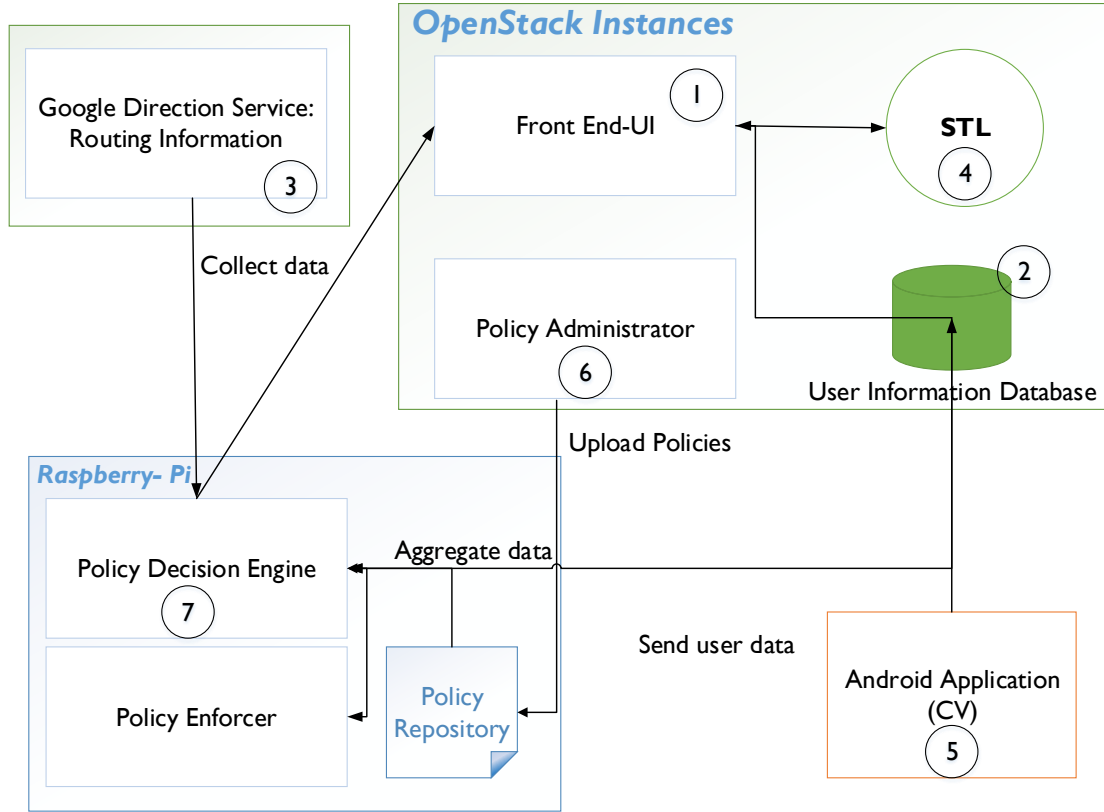 OpenStack Instances
Google Direction Service:
Routing Information
3
Front End-UI
1
STL
4
Collect data
Policy Administrator
6
2
User Information Database
Upload Policies
Raspberry- Pi
Policy Decision Engine
7
Aggregate data
Send user data
Policy Enforcer
Policy
Repository
Android Application
(CV)
5